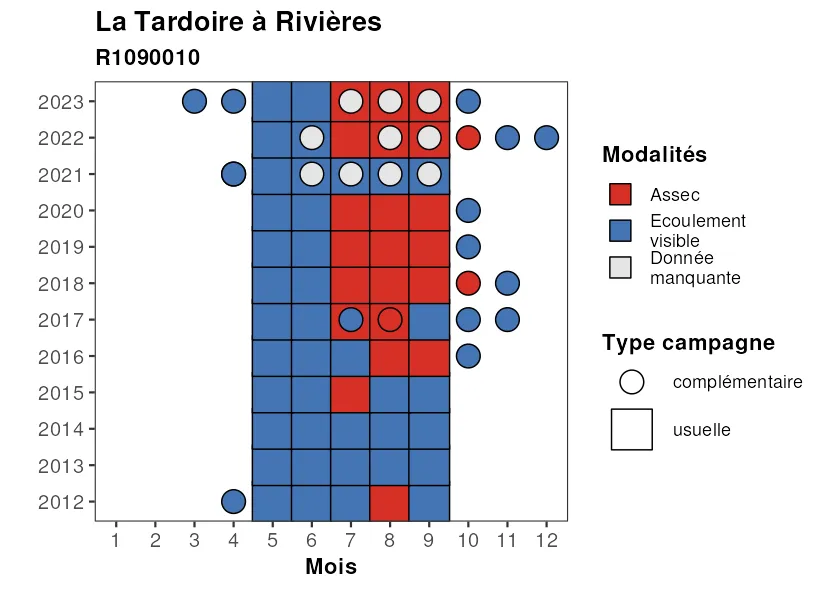 La Tardoire à Rivières
R1090010
2023
2022
2021
2020
2019
2018
2017
2016
2015
2014
2013
2012
1 2 3 4 5 6 7 8 9 10 11 12
Mois
Modalités
Assec
Ecoulement
visible
Donnée
manquante
Type campagne
complémentaire
usuelle